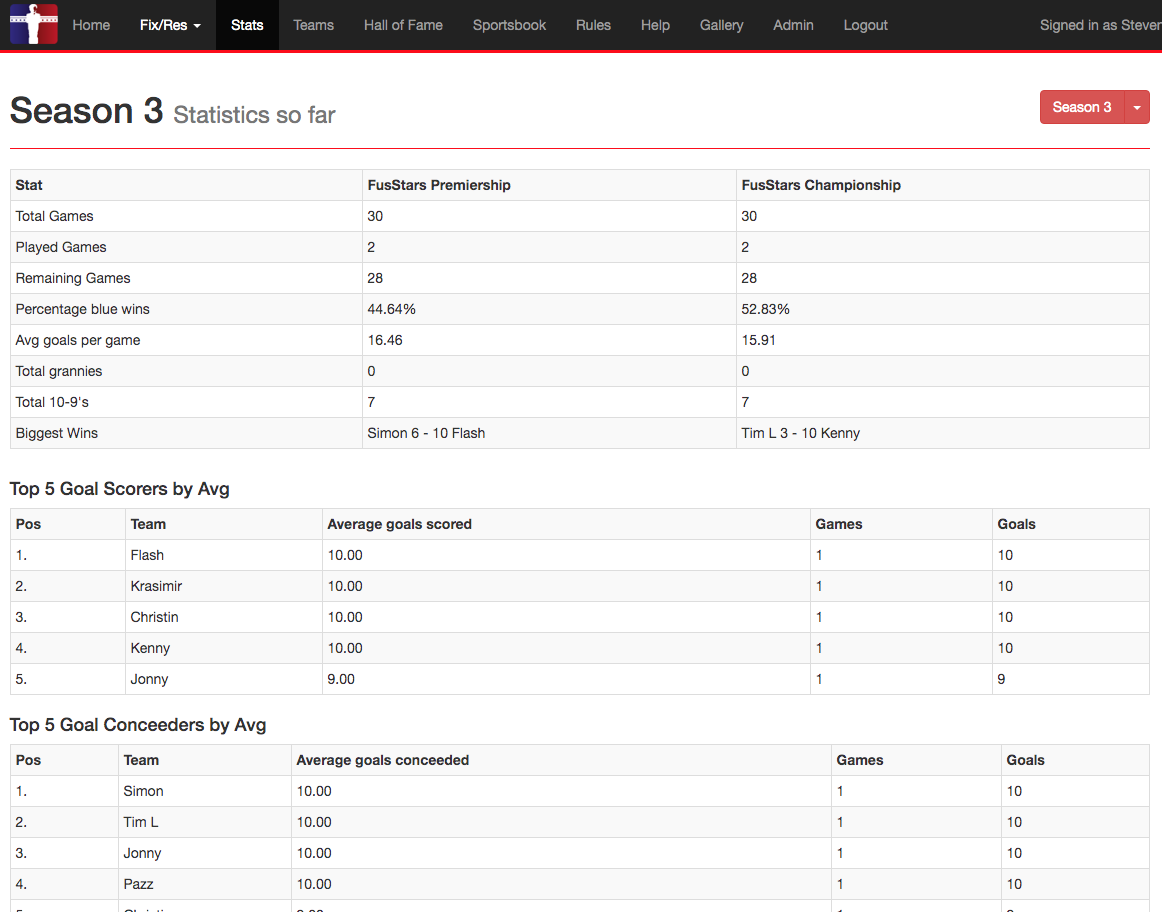 Home Fix/Res Stats Teams Hall of Fame Sportsbook Rules Help Gallery Admin Logout Signed in as Steven
Season 3 Statistics so far
Season 3
Stat FusStars Premiership FusStars Championship
Total Games 30 30
Played Games 2 2
Remaining Games 28 28
Percentage blue wins 44.64% 52.83%
Avg goals per game 16.46 15.91
Total grannies 0 0
Total 10-9's 7 7
Biggest Wins Simon 6 - 10 Flash Tim L 3 - 10 Kenny
Top 5 Goal Scorers by Avg
Pos Team Average goals scored Games Goals
1. Flash 10.00 1 10
2. Krasimir 10.00 1 10
3. Christin 10.00 1 10
4. Kenny 10.00 1 10
5. Jonny 9.00 1 9
Top 5 Goal Conceeders by Avg
Pos Team Average goals conceeded Games Goals
1. Simon 10.00 1 10
2. Tim L 10.00 1 10
3. Jonny 10.00 1 10
4. Pazz 10.00 1 10